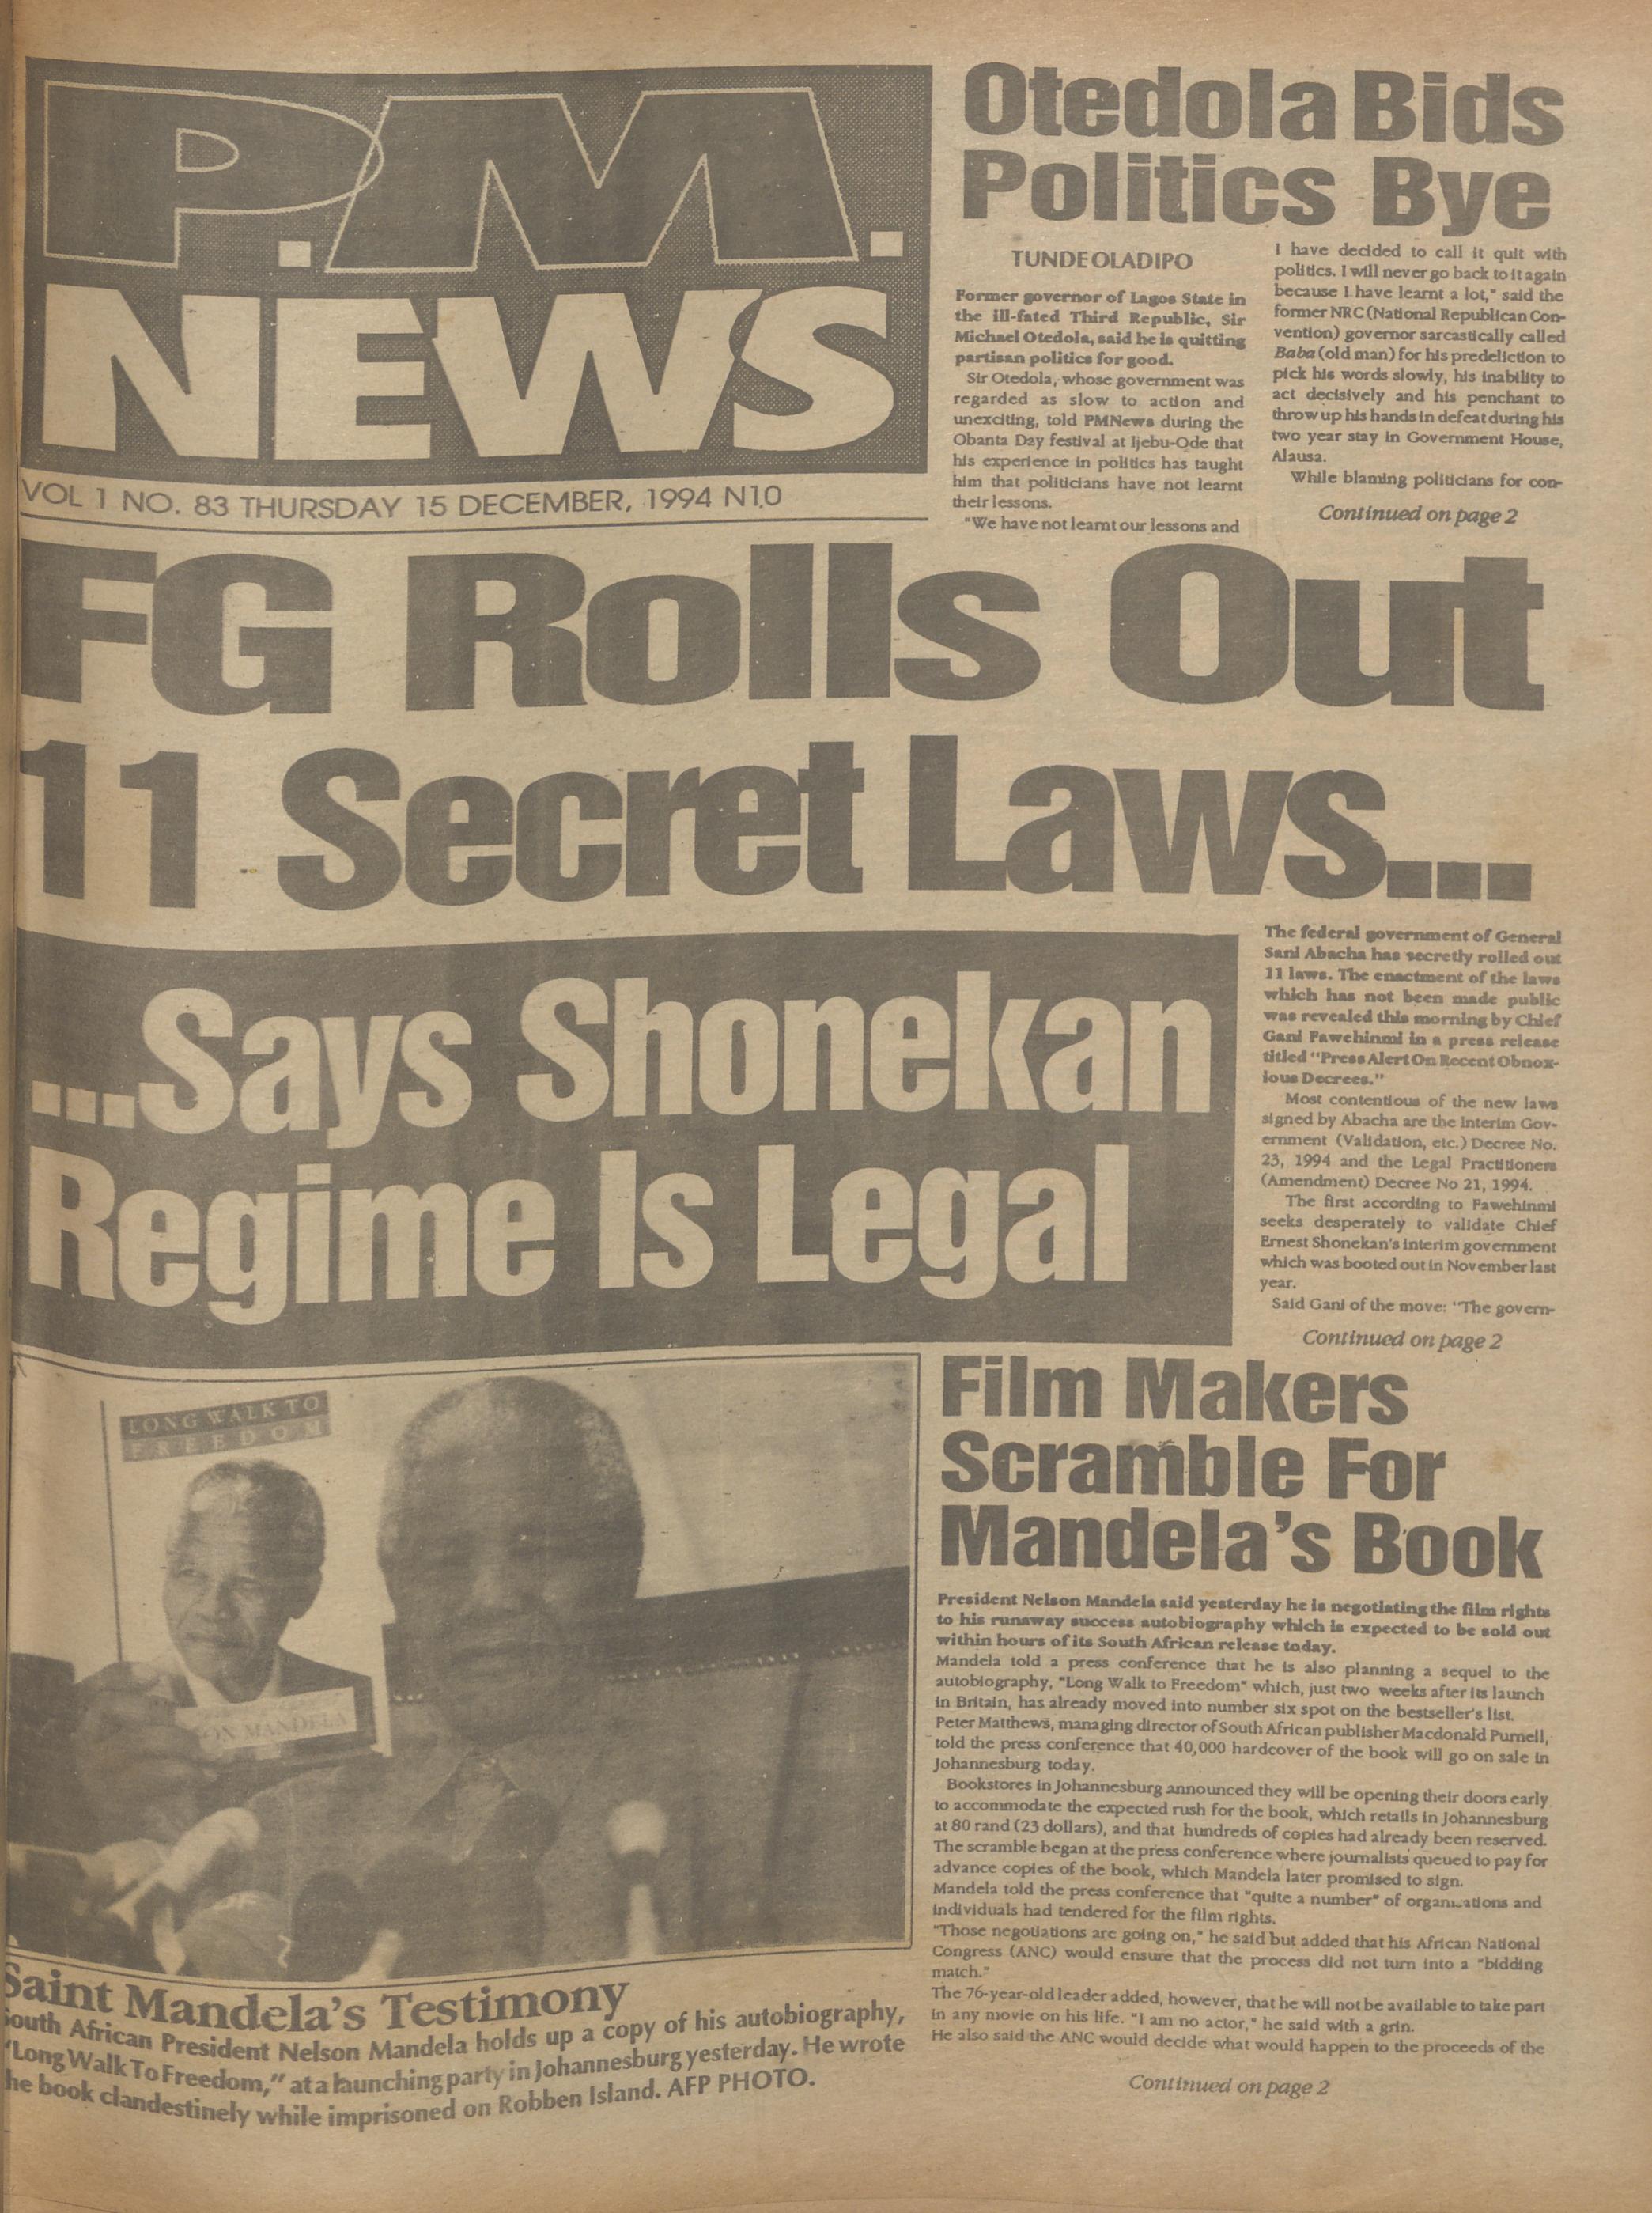 P.M.
NEWS
VOL 1 NO. 83 THURSDAY 15 DECEMBER, 1994 N10
Otedola Bids
Politics Bye
TUNDE OLADIPO
Former governor of Lagos State in
the ill-fated Third Republic, Sir
Michael Otedola, said he is quitting
partisan politics for good.
Sir Otedola, whose government was
regarded as slow to action and
unexciting, told PMNews during the
Obanta Day festival at Ijebu-Ode that
his experience in politics has taught
him that politicians have not learnt
their lessons.
"We have not learnt our lessons and
I have decided to call it quit with
politics. I will never go back to it again
because I have learnt a lot," said the
former NRC (National Republican Con-
vention) governor sarcastically called
Baba (old man) for his predeliction to
pick his words slowly, his inability to
act decisively and his penchant to
throw up his hands in defeat during his
two year stay in Government House,
Alausa.
While blaming politicians for con-
Continued on page 2
FG Rolls Out
11 Secret Laws...
...Says Shonekan
Regime Is Legal
The federal government of General
Sani Abacha has secretly rolled out
11 laws. The enactment of the laws
which has not been made public
was revealed this morning by Chief
Gani Fawehinmi in a press release
titled "Press Alert On Recent Obnox-
ious Decrees."
Most contentious of the new laws
signed by Abacha are the Interim Gov-
ernment (Validation, etc.) Decree No.
23, 1994 and the Legal Practitioners
(Amendment) Decree No 21, 1994.
The first according to Fawehinmi
seeks desperately to validate Chief
Ernest Shonekan's interim government
which was booted out in November last
year.
Said Gani of the move: "The govern-
Continued on page 2
LONG WALK TO
FREEDOM
ON MANDELA
Saint Mandela's Testimony
South African President Nelson Mandela holds up a copy of his autobiography,
"Long Walk To Freedom," at a launching party in Johannesburg yesterday. He wrote
he book clandestinely while imprisoned on Robben Island. AFP PHOTO.
Film Makers
Scramble For
Mandela's Book
President Nelson Mandela said yesterday he is negotiating the film rights
to his runaway success autobiography which is expected to be sold out
within hours of its South African release today.
Mandela told a press conference that he is also planning a sequel to the
autobiography, "Long Walk to Freedom" which, just two weeks after its launch
in Britain, has already moved into number six spot on the bestseller's list.
Peter Matthews, managing director of South African publisher Macdonald Purnell,
told the press conference that 40,000 hardcover of the book will go on sale in
Johannesburg today.
Bookstores in Johannesburg announced they will be opening their doors early
to accommodate the expected rush for the book, which retails in Johannesburg
at 80 rand (23 dollars), and that hundreds of copies had already been reserved.
The scramble began at the press conference where journalists queued to pay for
advance copies of the book, which Mandela later promised to sign.
Mandela told the press conference that "quite a number" of organisations and
individuals had tendered for the film rights.
"Those negotiations are going on," he said but added that his African National
Congress (ANC) would ensure that the process did not turn into a "bidding
match."
The 76-year-old leader added, however, that he will not be available to take part
in any movie on his life. "I am no actor," he said with a grin.
He also said the ANC would decide what would happen to the proceeds of the
Continued on page 2